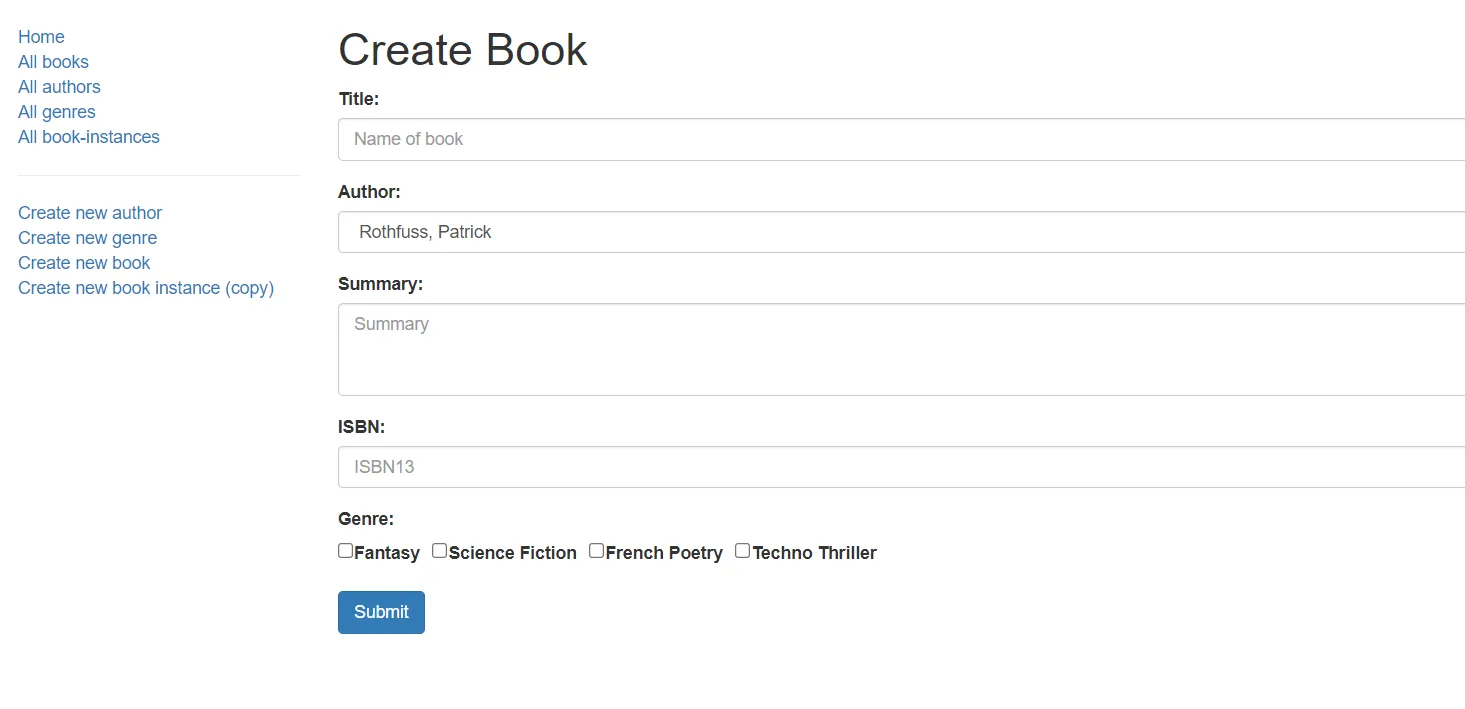 Home
All books
All authors
All genres
All book-instances
Create new author
Create new genre
Create new book
Create new book instance (copy)
Create Book
Title:
Name of book
Author:
Rothfuss, Patrick
Summary:
Summary
ISBN:
ISBN13
Genre:
Fantasy Science Fiction French Poetry Techno Thriller
Submit